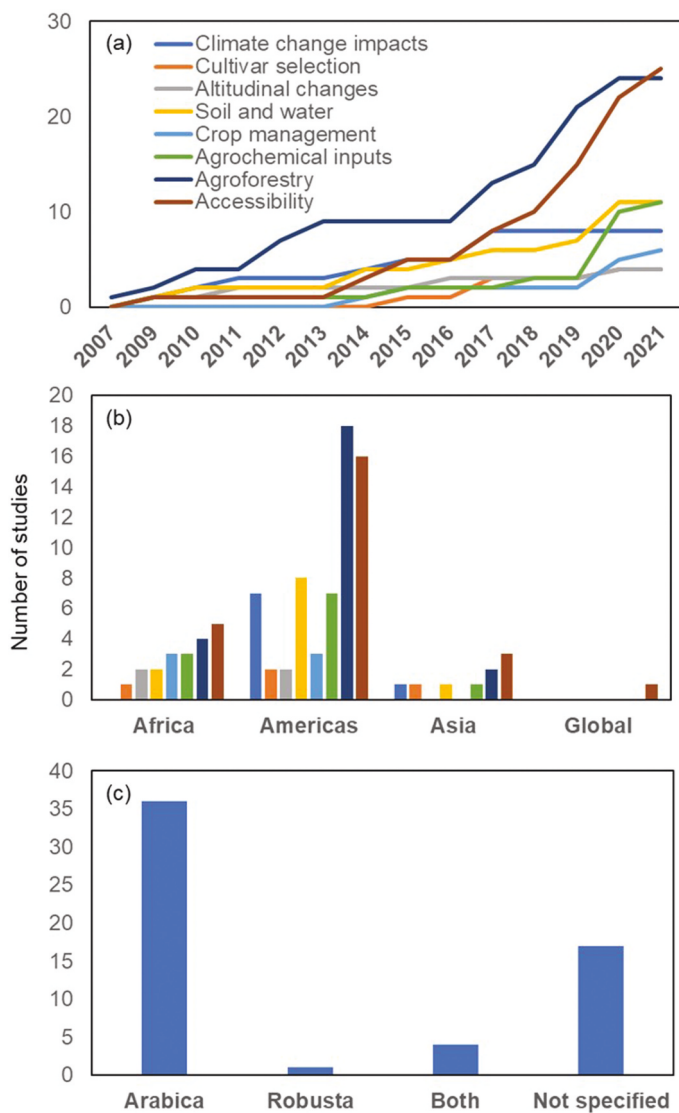 30
(a)
Climate change impacts
Cultivar selection
Altitudinal changes
20
Soil and water
Crop management
Agrochemical inputs
Agroforestry
10
Accessibility
0
2007 2009 2010 2011 2012 2013 2014 2015 2016 2017 2018 2019 2020 2021
Number of studies
20
(b)
18
16
14
12
10
8
6
4
2
0
Africa Americas Asia Global
40
(c)
35
30
25
20
15
10
5
0
Arabica Robusta Both Not specified